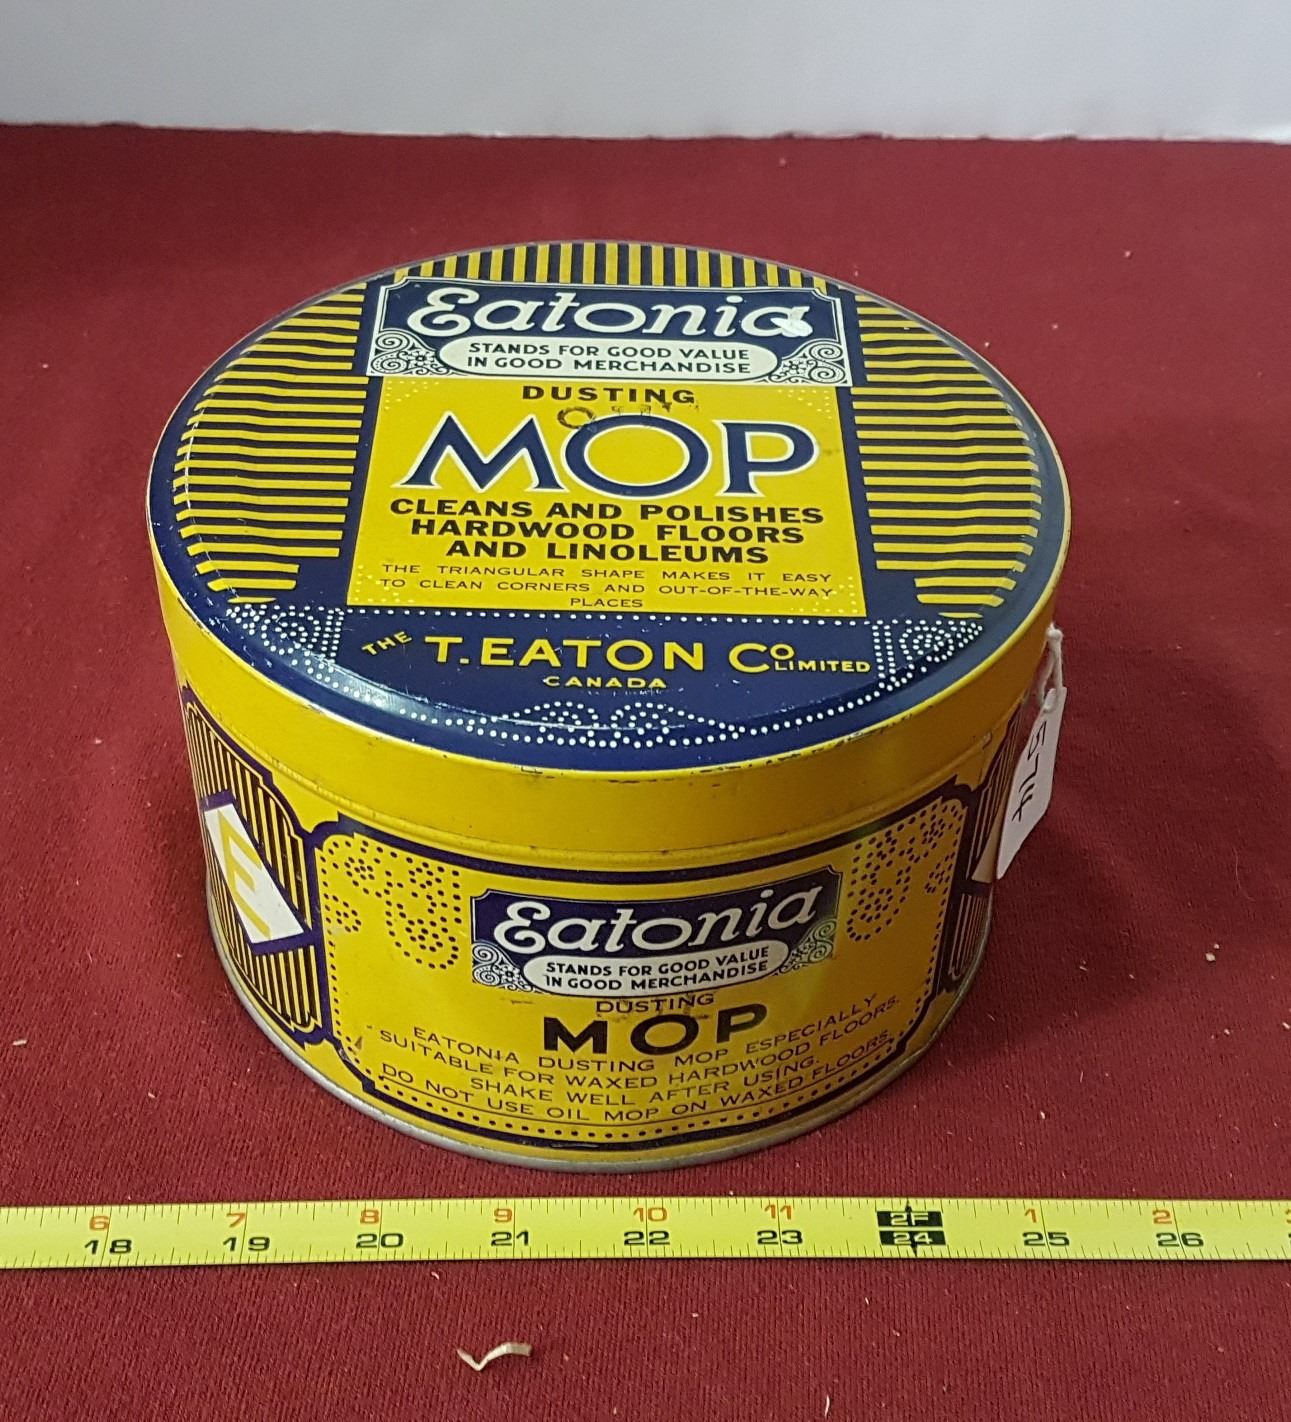 Eatonia
STANDS FOR GOOD VALUE
IN GOOD MERCHANDISE
DUSTING
MOP
CLEANS AND POLISHES
HARDWOOD FLOORS
AND LINOLEUMS
THE TRIANGULAR SHAPE MAKES IT EASY
TO CLEAN CORNERS AND OUT-OF-THE-WAY
PLACES
THE T. EATON CO LIMITED
CANADA
E
Eatonia
STANDS FOR GOOD VALUE
IN GOOD MERCHANDISE
DUSTING
MOP
EATONIA DUSTING MOP ESPECIALLY
SUITABLE FOR WAXED HARDWOOD FLOORS.
SHAKE WELL AFTER USING.
DO NOT USE OIL MOP ON WAXED FLOORS.
6 7 8 9 10 11 2F 1 2
18 19 20 21 22 23 24 25 26